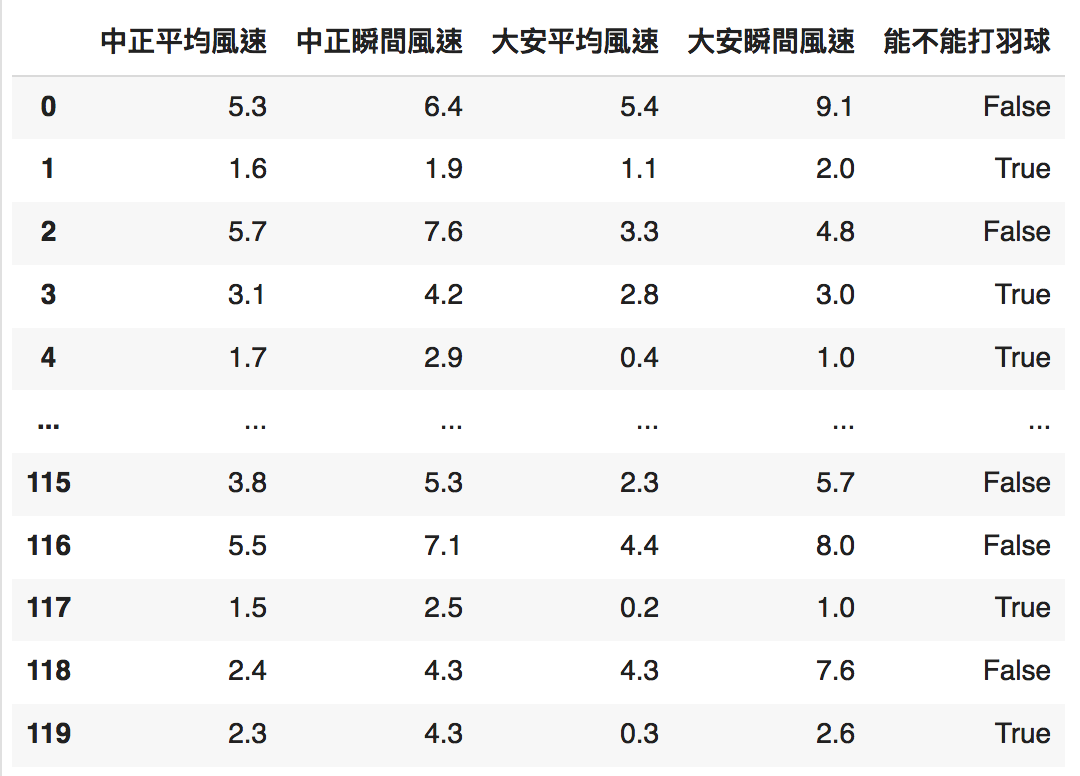 中正平均風速 中正瞬間風速 大安平均風速 大安瞬間風速 能不能打羽球
0 5.3 6.4 5.4 9.1 False
1 1.6 1.9 1.1 2.0 True
2 5.7 7.6 3.3 4.8 False
3 3.1 4.2 2.8 3.0 True
4 1.7 2.9 0.4 1.0 True
... ... ... ... ... ...
115 3.8 5.3 2.3 5.7 False
116 5.5 7.1 4.4 8.0 False
117 1.5 2.5 0.2 1.0 True
118 2.4 4.3 4.3 7.6 False
119 2.3 4.3 0.3 2.6 True